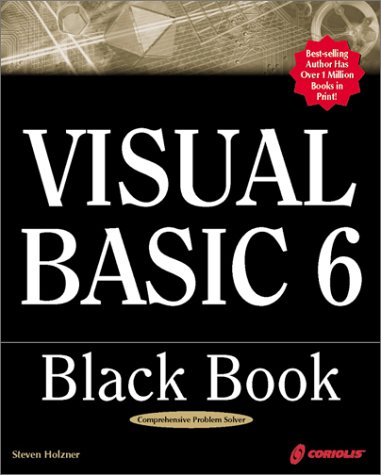 Best-selling
Author Has
Over 1 Million
Books in
Print!
VISUAL
BASIC 6
Black Book
Comprehensive Problem Solver
Steven Holzner
CORIOLIS™